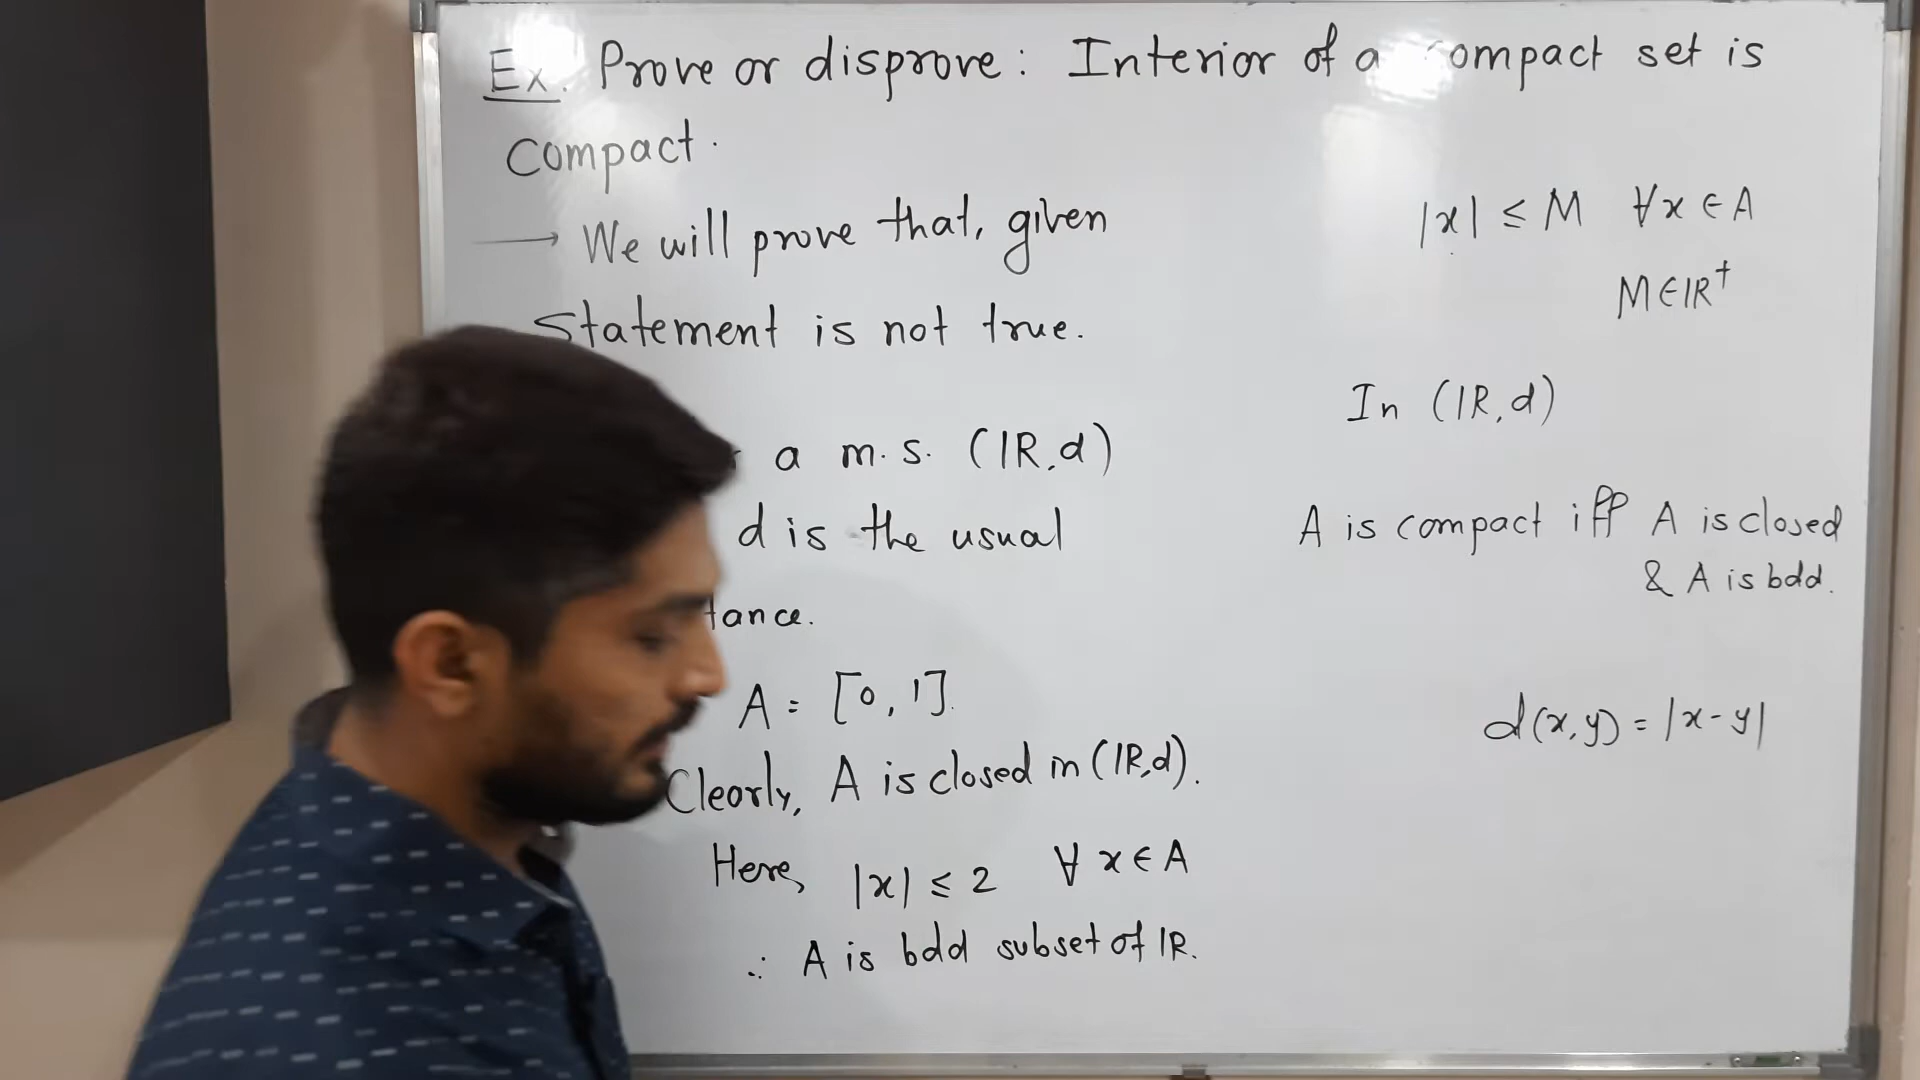 Ex. Prove or disprove: Interior of a ompact set is
compact.
→ We will prove that, given
Statement is not true.
a m.s. (IR,d)
d is the usual
tance.
A = [0,1].
Clearly, A is closed in (IR,d).
Here, |x| ≤ 2 ∀ x ∈ A
∴ A is bdd subset of IR.
|x| ≤ M ∀x ∈ A
M∈IR⁺
In (IR,d)
A is compact iff A is closed
& A is bdd.
d(x,y) = |x-y|